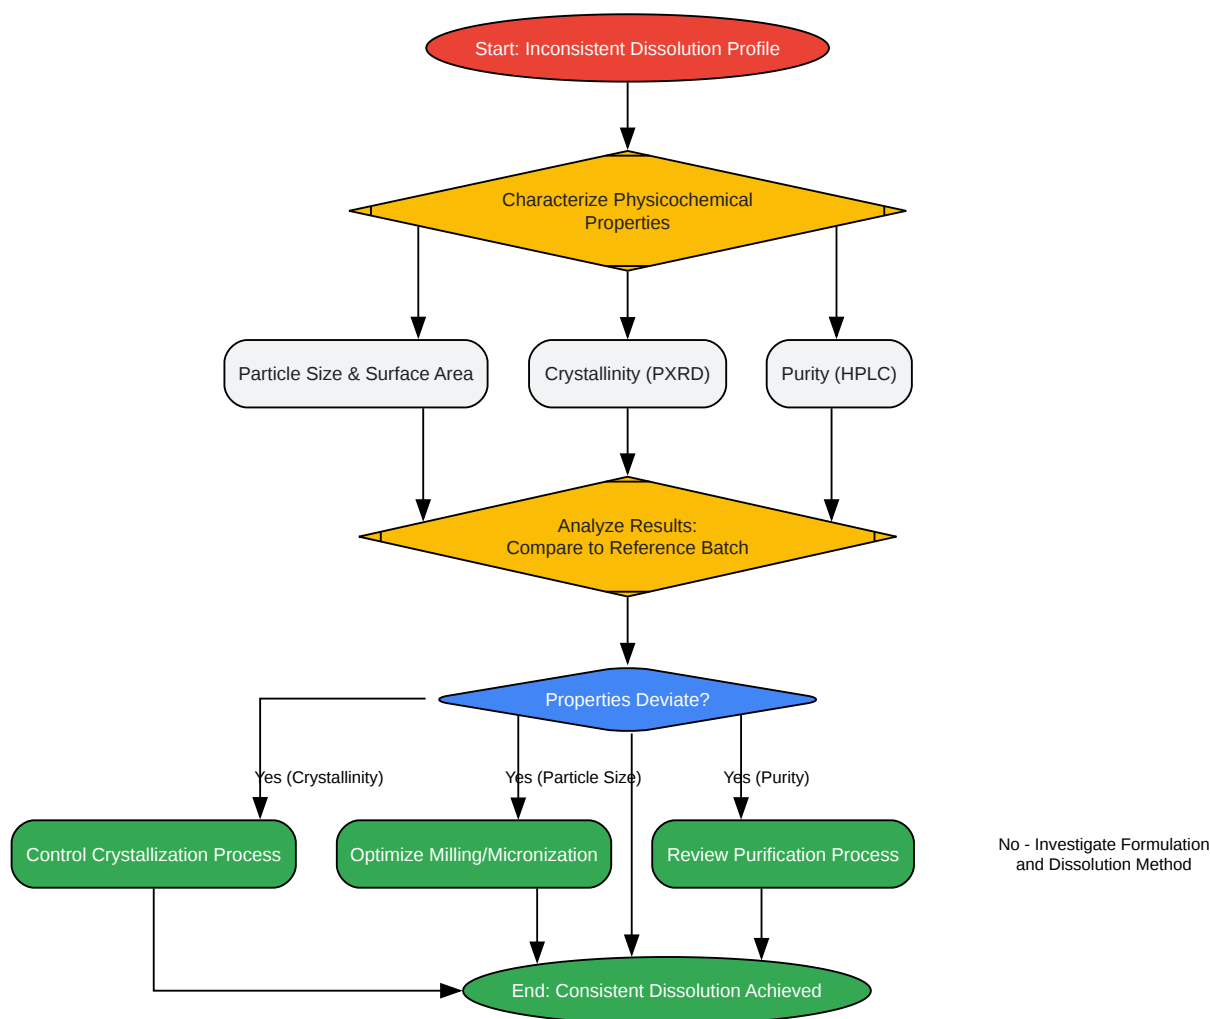 Start: Inconsistent Dissolution Profile
Characterize Physicochemical
Properties
Particle Size & Surface Area
Crystallinity (PXRD)
Purity (HPLC)
Analyze Results:
Compare to Reference Batch
Properties Deviate?
Yes (Crystallinity)
Yes (Particle Size)
Yes (Purity)
Control Crystallization Process
Optimize Milling/Micronization
Review Purification Process
No - Investigate Formulation
and Dissolution Method
End: Consistent Dissolution Achieved